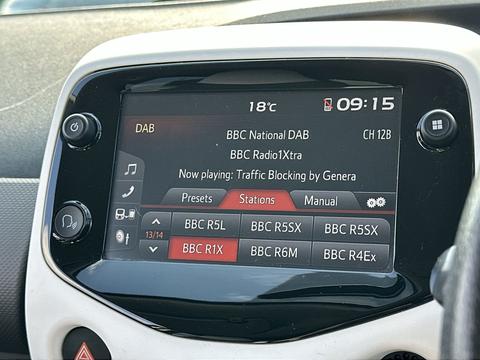 18°C 09:15
DAB
BBC National DAB CH 12B
BBC Radio1Xtra
Now playing: Traffic Blocking by Genera
Presets Stations Manual
BBC R5L BBC R5SX BBC R5SX
13/14
BBC R1X BBC R6M BBC R4Ex